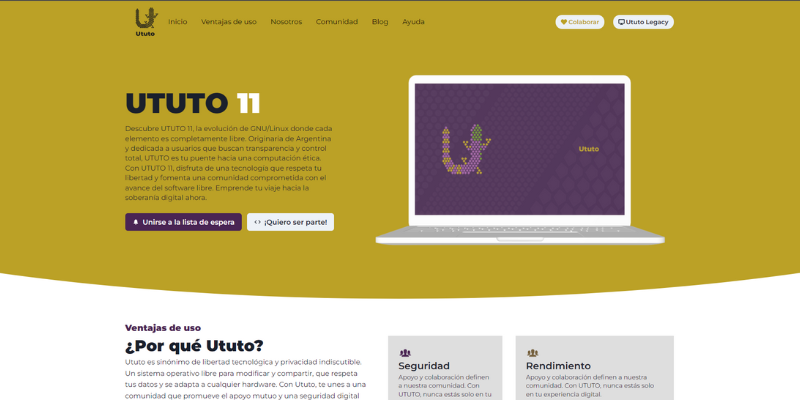 Ututo
Inicio Ventajas de uso Nosotros Comunidad Blog Ayuda
Colaborar
Ututo Legacy
UTUTO 11
Descubre UTUTO 11, la evolución de GNU/Linux donde cada
elemento es completamente libre. Originaria de Argentina
y dedicada a usuarios que buscan transparencia y control
total, UTUTO es tu puente hacia una computación ética.
Con UTUTO 11, disfruta de una tecnología que respeta tu
libertad y fomenta una comunidad comprometida con el
avance del software libre. Emprende tu viaje hacia la
soberanía digital ahora.
Unirse a la lista de espera
¡Quiero ser parte!
Ututo
Ventajas de uso
¿Por qué Ututo?
Ututo es sinónimo de libertad tecnológica y privacidad indiscutible.
Un sistema operativo libre para modificar y compartir, que respeta
tus datos y se adapta a cualquier hardware. Con Ututo, te unes a una
comunidad que promueve el apoyo mutuo y una seguridad digital
Seguridad
Apoyo y colaboración definen
a nuestra comunidad. Con
UTUTO, nunca estás solo en tu
Rendimiento
Apoyo y colaboración definen a nuestra
comunidad. Con UTUTO, nunca estás solo
en tu experiencia digital.